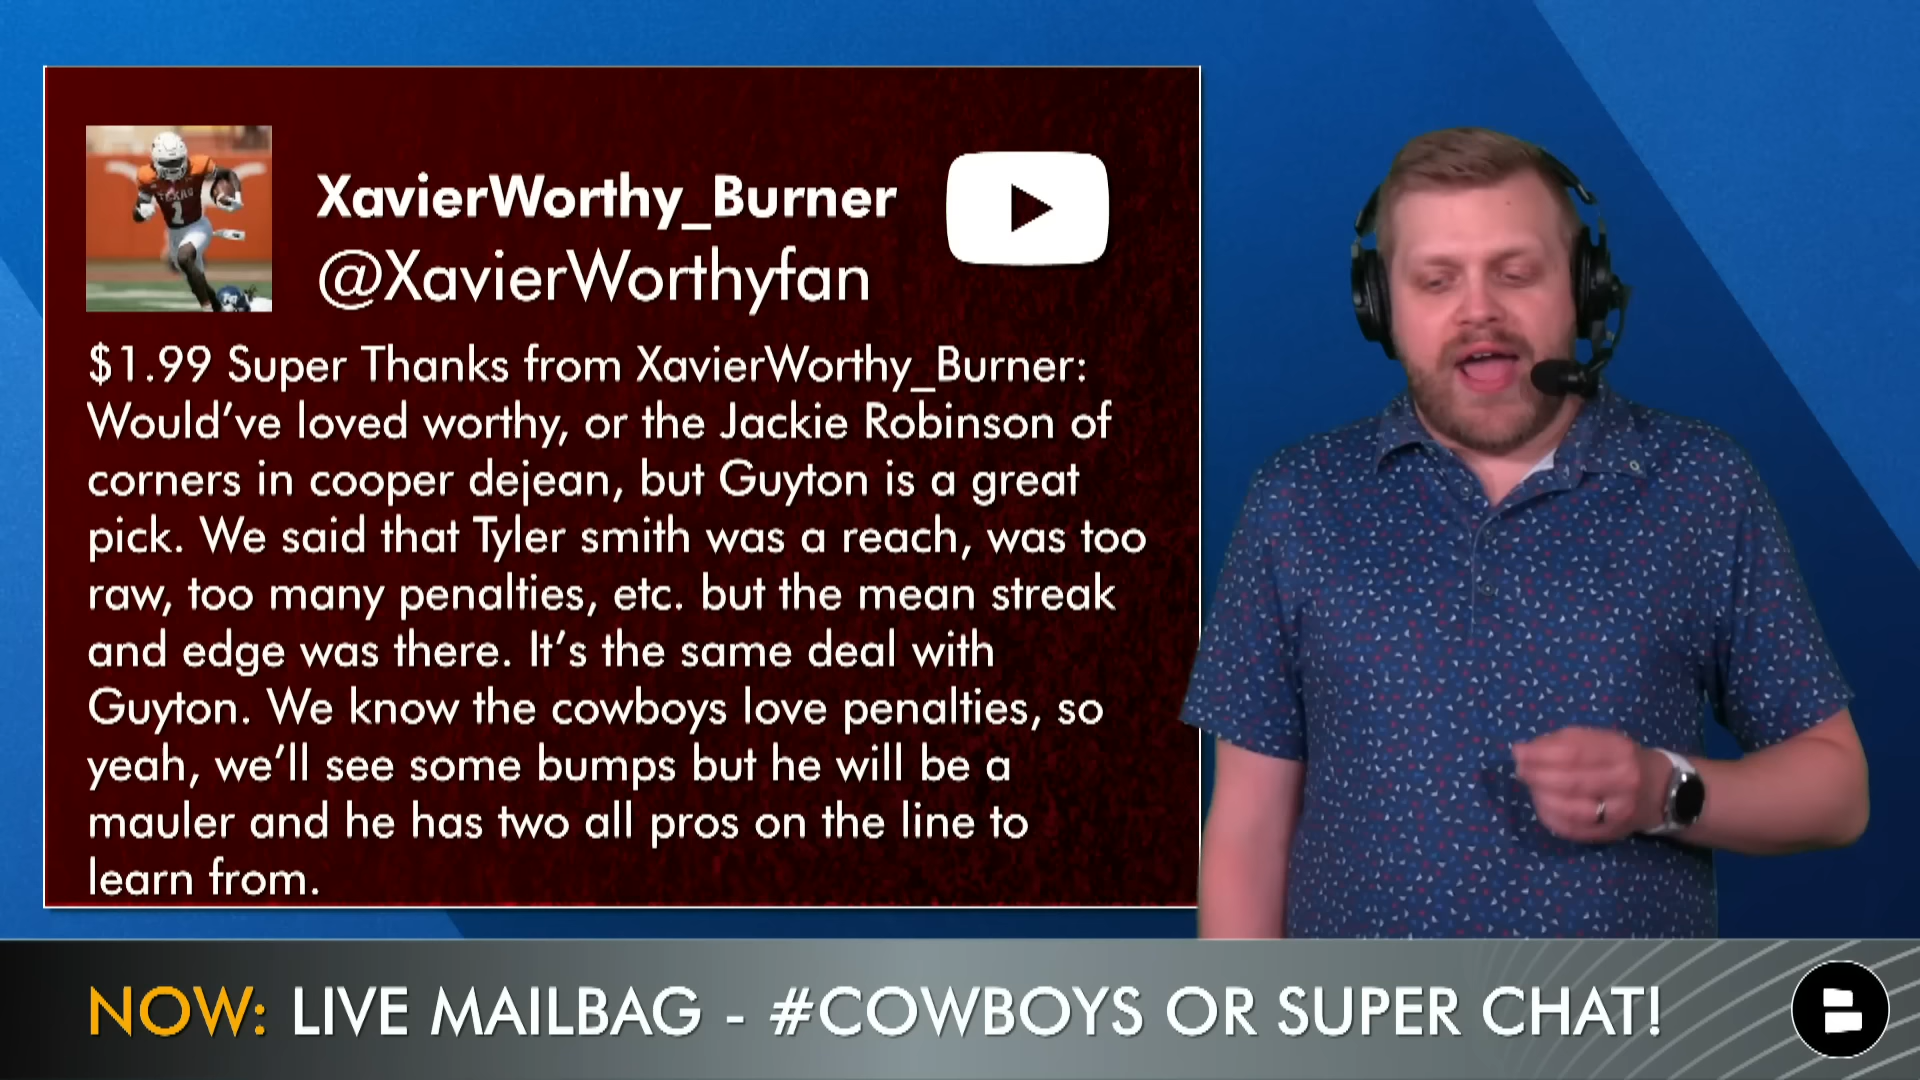 XavierWorthy_Burner
@XavierWorthyfan
$1.99 Super Thanks from XavierWorthy_Burner:
Would've loved worthy, or the Jackie Robinson of
corners in cooper dejean, but Guyton is a great
pick. We said that Tyler smith was a reach, was too
raw, too many penalties, etc. but the mean streak
and edge was there. It's the same deal with
Guyton. We know the cowboys love penalties, so
yeah, we'll see some bumps but he will be a
mauler and he has two all pros on the line to
learn from.
NOW: LIVE MAILBAG - #COWBOYS OR SUPER CHAT!
TEXAS
1